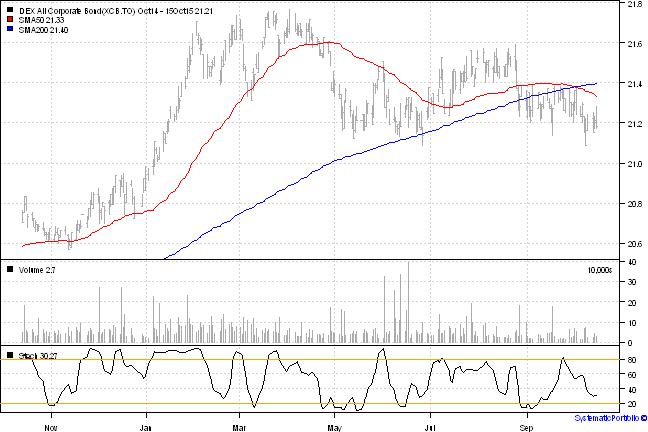 DEX All Corporate Bond(XCB.TO) Oct14 - 15Oct15 21.21
SMA50 21.33
SMA200 21.40
21.8
21.6
21.4
21.2
21.0
20.8
20.6
Volume 2.7
10,000s
40
30
20
10
0
Stoch 30.27
80
60
40
20
Nov
Jan
Mar
May
Jul
Sep
SystematicPortfolio ©